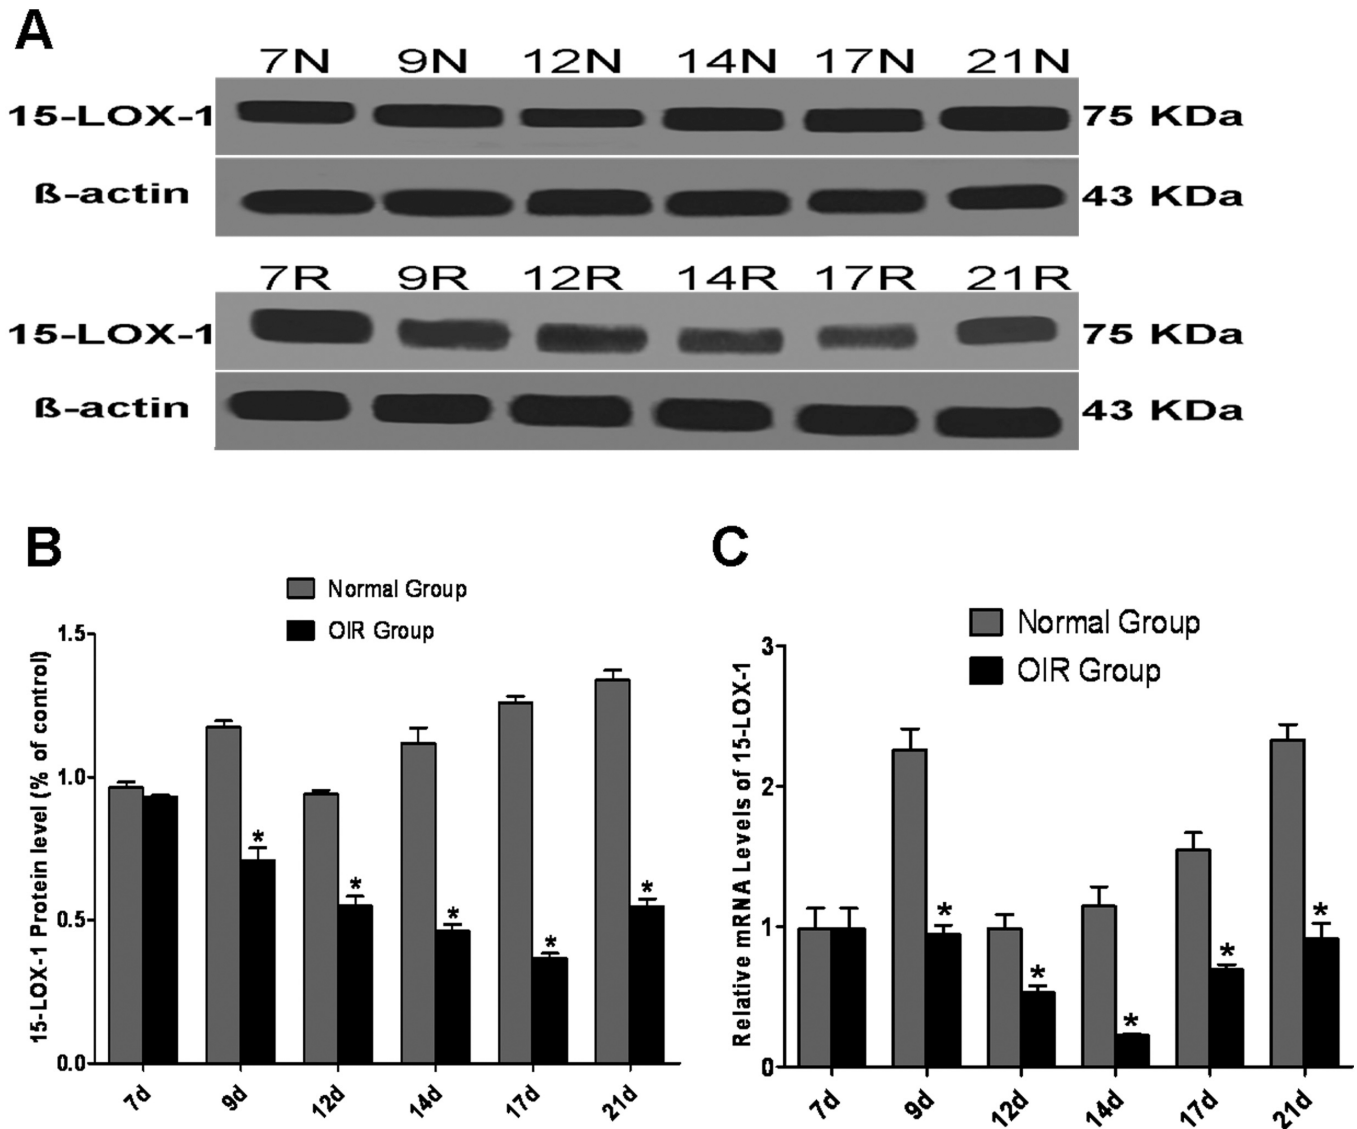 A
7N 9N 12N 14N 17N 21N
15-LOX-1 75 KDa
ß-actin 43 KDa
7R 9R 12R 14R 17R 21R
15-LOX-1 75 KDa
ß-actin 43 KDa
B
Normal Group
OIR Group
15-LOX-1 Protein level (% of control)
1.5
1.0
0.5
0.0
* * * * *
7d 9d 12d 14d 17d 21d
C
Normal Group
OIR Group
Relative mRNA Levels of 15-LOX-1
3
2
1
0
* * * * *
7d 9d 12d 14d 17d 21d